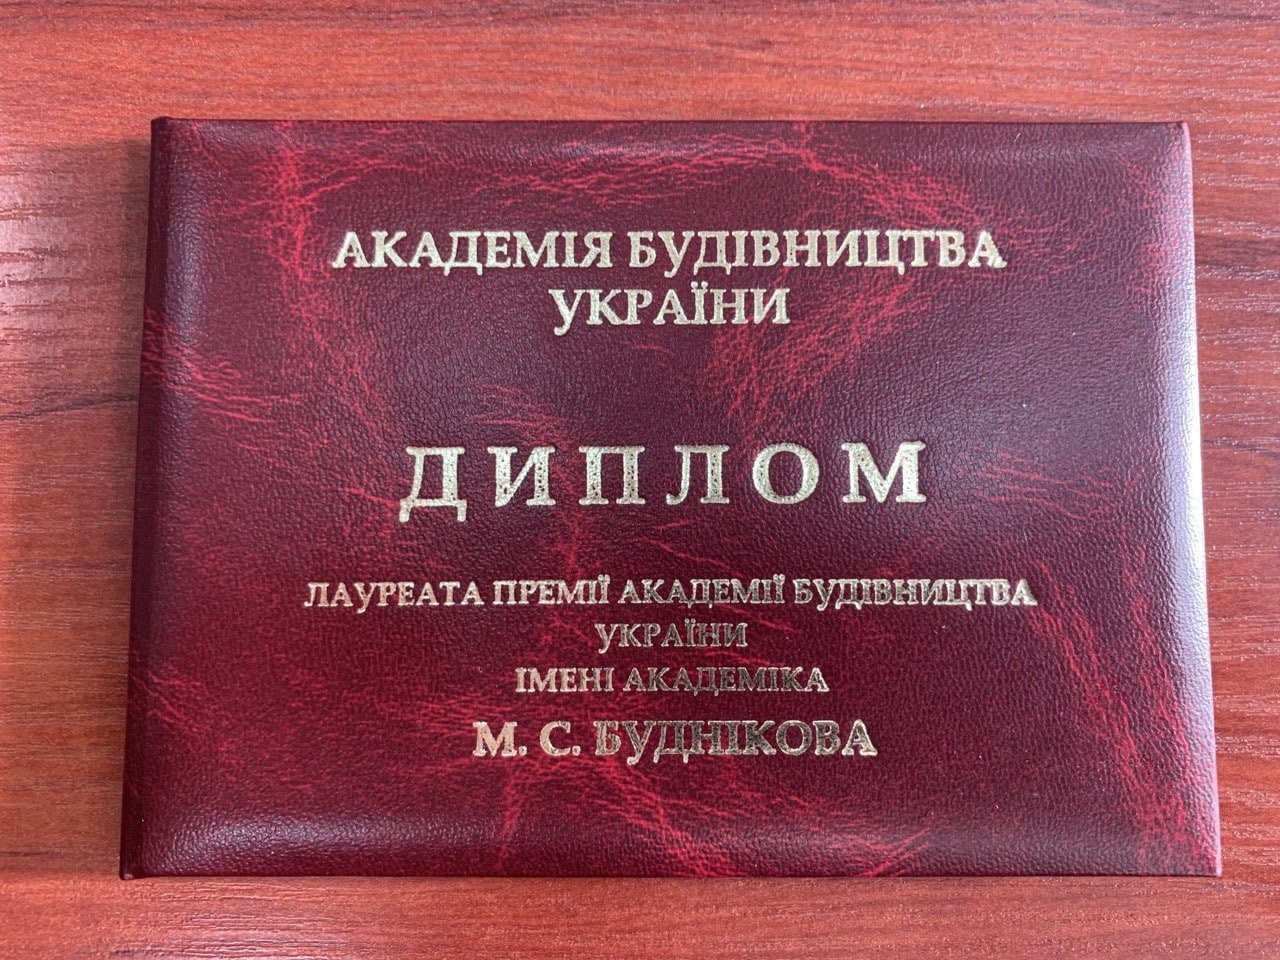 АКАДЕМІЯ БУДІВНИЦТВА
УКРАЇНИ
ДИПЛОМ
ЛАУРЕАТА ПРЕМІЇ АКАДЕМІЇ БУДІВНИЦТВА
УКРАЇНИ
ІМЕНІ АКАДЕМІКА
М. С. БУДНІКОВА